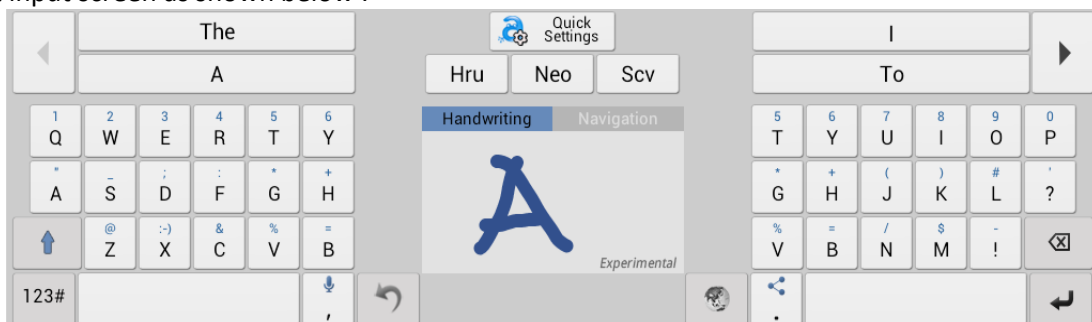 input screen as shown below :
The
Quick
Settings
I
A
Hru Neo Scv
To
Handwriting Navigation
1 2 3 4 5 6 5 6 7 8 9 0
Q W E R T Y T Y U I O P
" _ ; : * + * + ( ) # '
A S D F G H G H J K L ?
A
@ :-) & % = % = / $ -
Z X C V B V B N M !
Experimental
123# , .